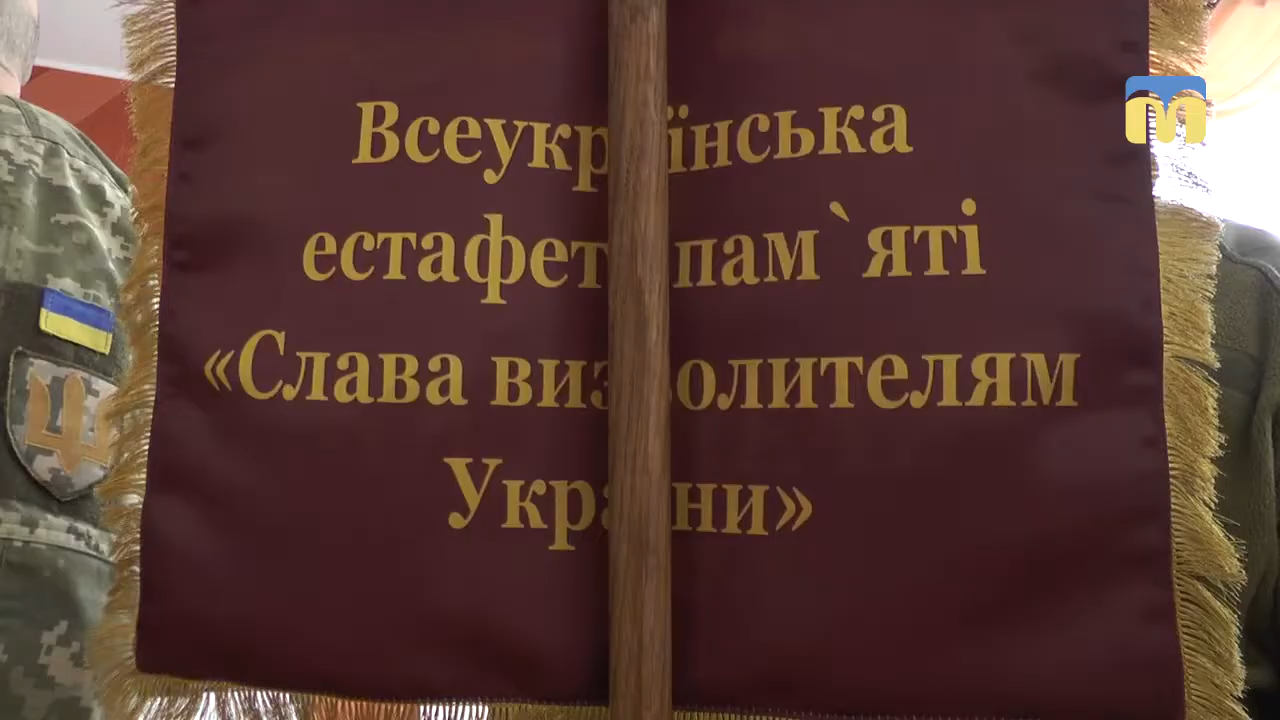 Всеукраїнська
естафета пам`яті
«Слава визволителям
України»